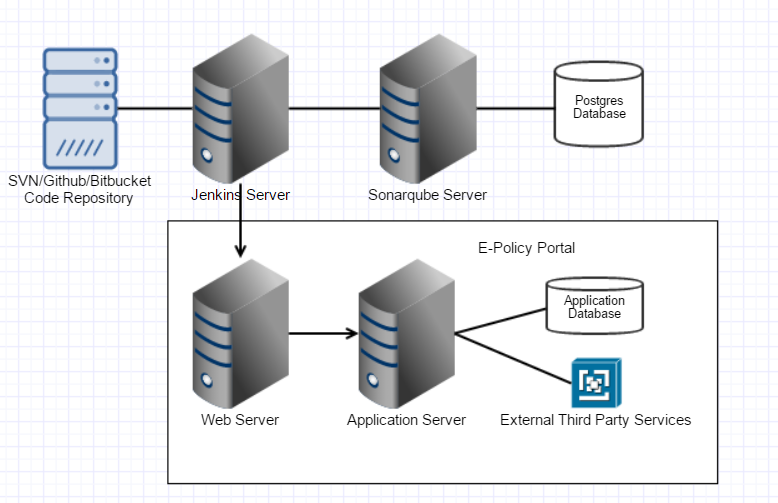 SVN/Github/Bitbucket
Code Repository
Jenkins Server
Sonarqube Server
Postgres
Database
E-Policy Portal
Web Server
Application Server
Application
Database
External Third Party Services